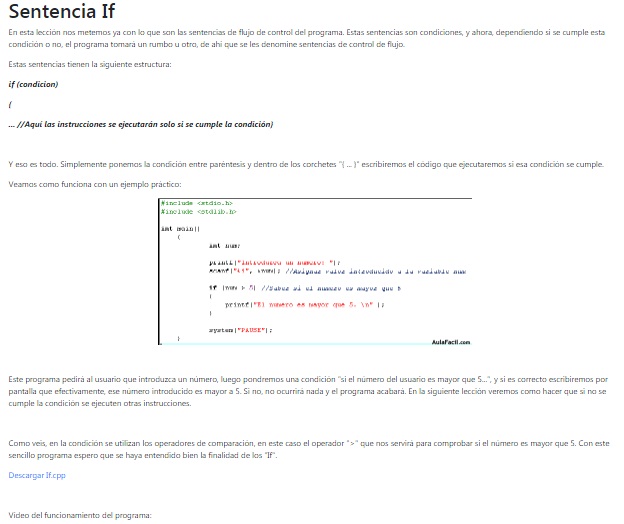 Sentencia If
En esta lección nos metemos ya con lo que son las sentencias de flujo de control del programa. Estas sentencias son condiciones, y ahora, dependiendo si se cumple esta
condición o no, el programa tomará un rumbo u otro, de ahí que se les denomine sentencias de control de flujo.
Estas sentencias tienen la siguiente estructura:
if (condicion)
{
... //Aquí las instrucciones se ejecutarán solo si se cumple la condición}
Y eso es todo. Simplemente ponemos la condición entre paréntesis y dentro de los corchetes "{ ... }" escribiremos el código que ejecutaremos si esa condición se cumple.
Veamos como funciona con un ejemplo práctico:
#include <stdio.h>
#include <stdlib.h>
int main()
{
int num;
printf("Introduzca un numero: ");
scanf("%i", &num); //Asigna valor introducido a la variable num
if (num > 5) //Sabes si el numero es mayor que 5
{
printf("El numero es mayor que 5. \n" );
}
system("PAUSE");
}
AulaFacil.com
Este programa pedirá al usuario que introduzca un número, luego pondremos una condición "si el número del usuario es mayor que 5...", y si es correcto escribiremos por
pantalla que efectivamente, ese número introducido es mayor a 5. Si no, no ocurrirá nada y el programa acabará. En la siguiente lección veremos como hacer que si no se
cumple la condición se ejecuten otras instrucciones.
Como veis, en la condición se utilizan los operadores de comparación, en este caso el operador ">" que nos servirá para comprobar si el número es mayor que 5. Con este
sencillo programa espero que se haya entendido bien la finalidad de los "If".
Descargar If.cpp
Video del funcionamiento del programa: